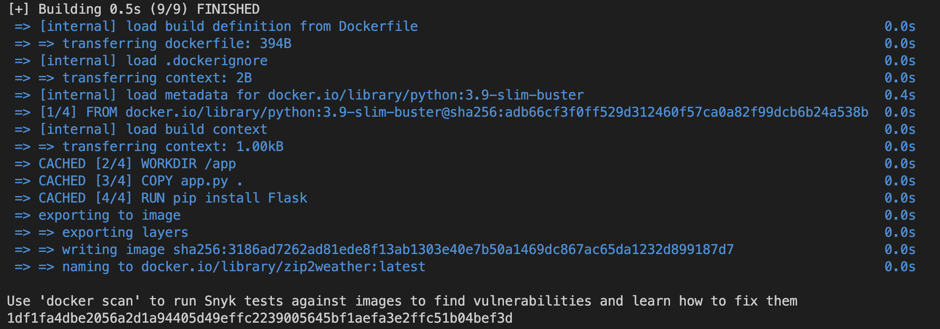 [+] Building 0.5s (9/9) FINISHED
=> [internal] load build definition from Dockerfile 0.0s
=> => transferring dockerfile: 394B 0.0s
=> [internal] load .dockerignore 0.0s
=> => transferring context: 2B 0.0s
=> [internal] load metadata for docker.io/library/python:3.9-slim-buster 0.4s
=> [1/4] FROM docker.io/library/python:3.9-slim-buster@sha256:adb66cf3f0ff529d312460f57ca0a82f99dcb6b24a538b 0.0s
=> [internal] load build context 0.0s
=> => transferring context: 1.00kB 0.0s
=> CACHED [2/4] WORKDIR /app 0.0s
=> CACHED [3/4] COPY app.py . 0.0s
=> CACHED [4/4] RUN pip install Flask 0.0s
=> exporting to image 0.0s
=> => exporting layers 0.0s
=> => writing image sha256:3186ad7262ad81ede8f13ab1303e40e7b50a1469dc867ac65da1232d899187d7 0.0s
=> => naming to docker.io/library/zip2weather:latest 0.0s
Use 'docker scan' to run Snyk tests against images to find vulnerabilities and learn how to fix them
1df1fa4dbe2056a2d1a94405d49effc2239005645bf1aefa3e2ffc51b04bef3d